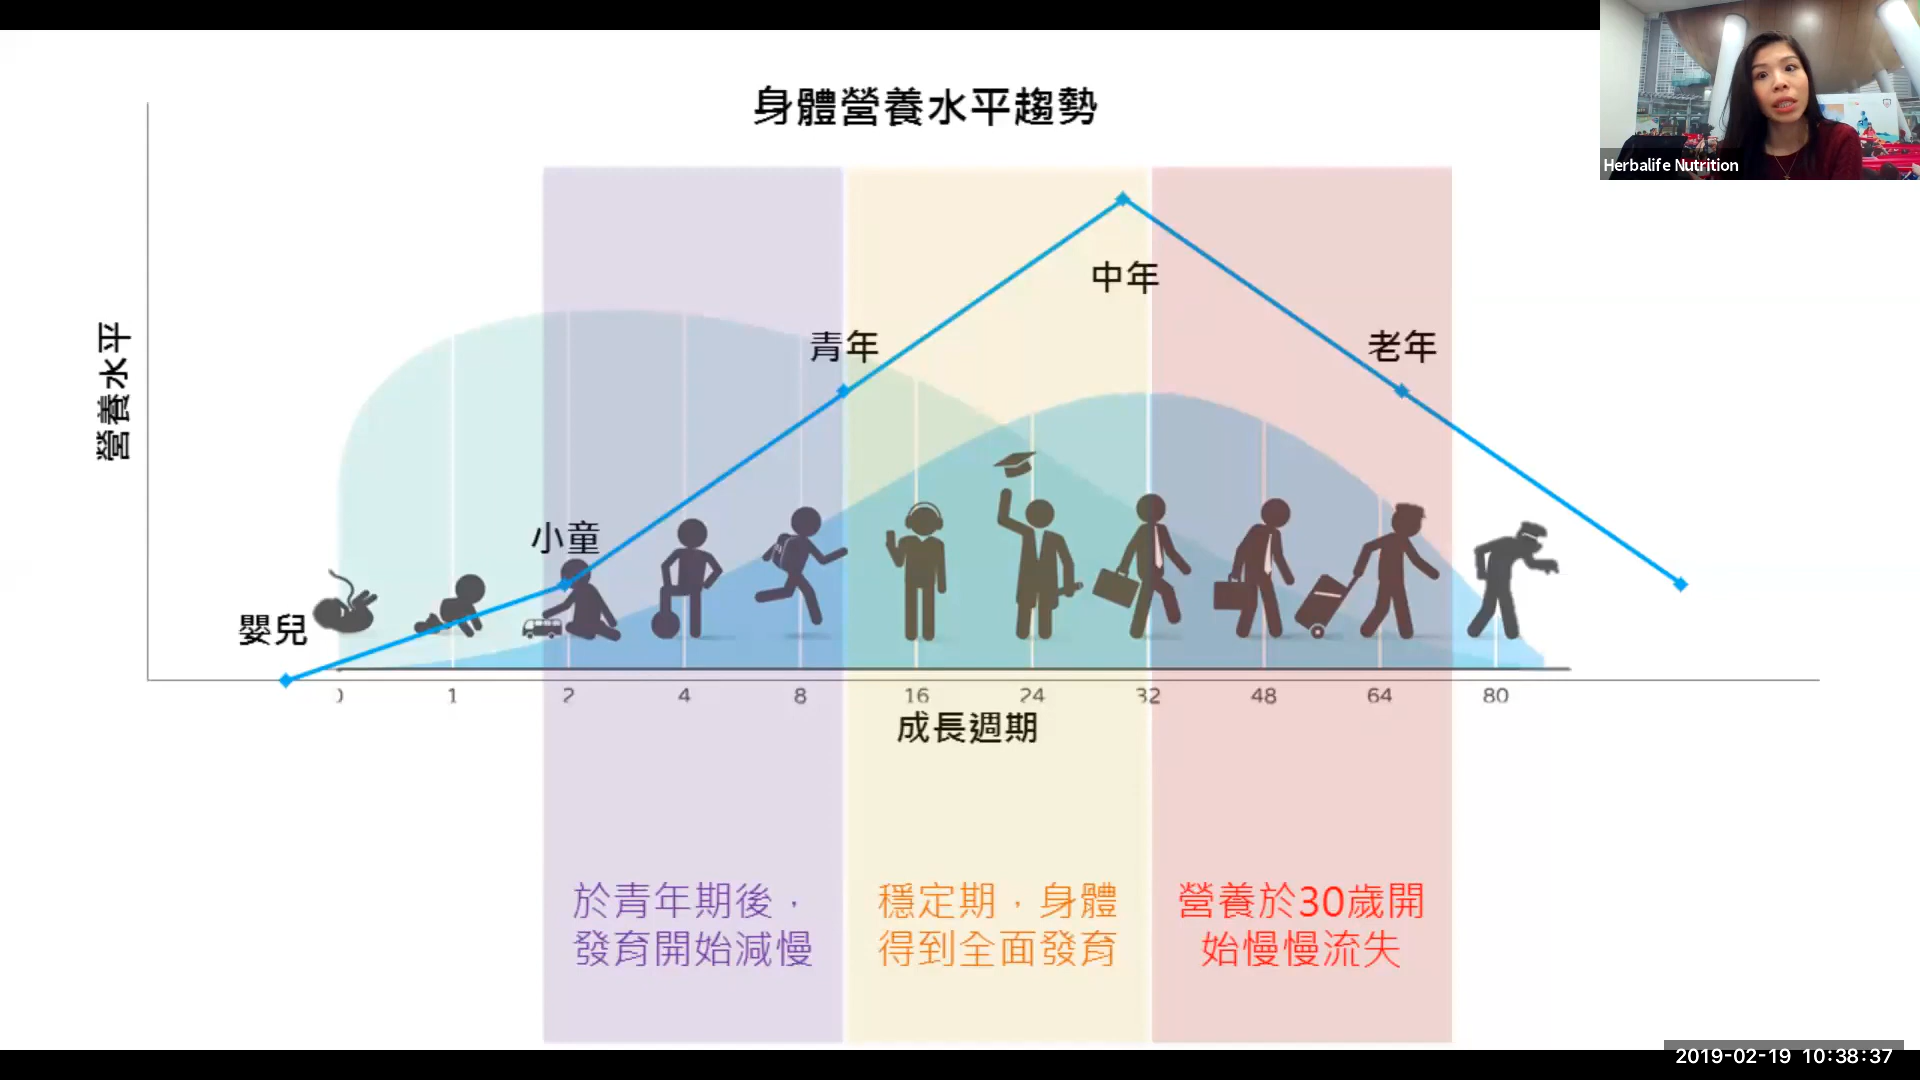 身體營養水平趨勢
Herbalife Nutrition
營養水平
中年
青年
老年
小童
嬰兒
0 1 2 4 8 16 24 32 48 64 80
成長週期
於青年期後，
發育開始減慢
穩定期，身體
得到全面發育
營養於30歲開
始慢慢流失
2019-02-19 10:38:37